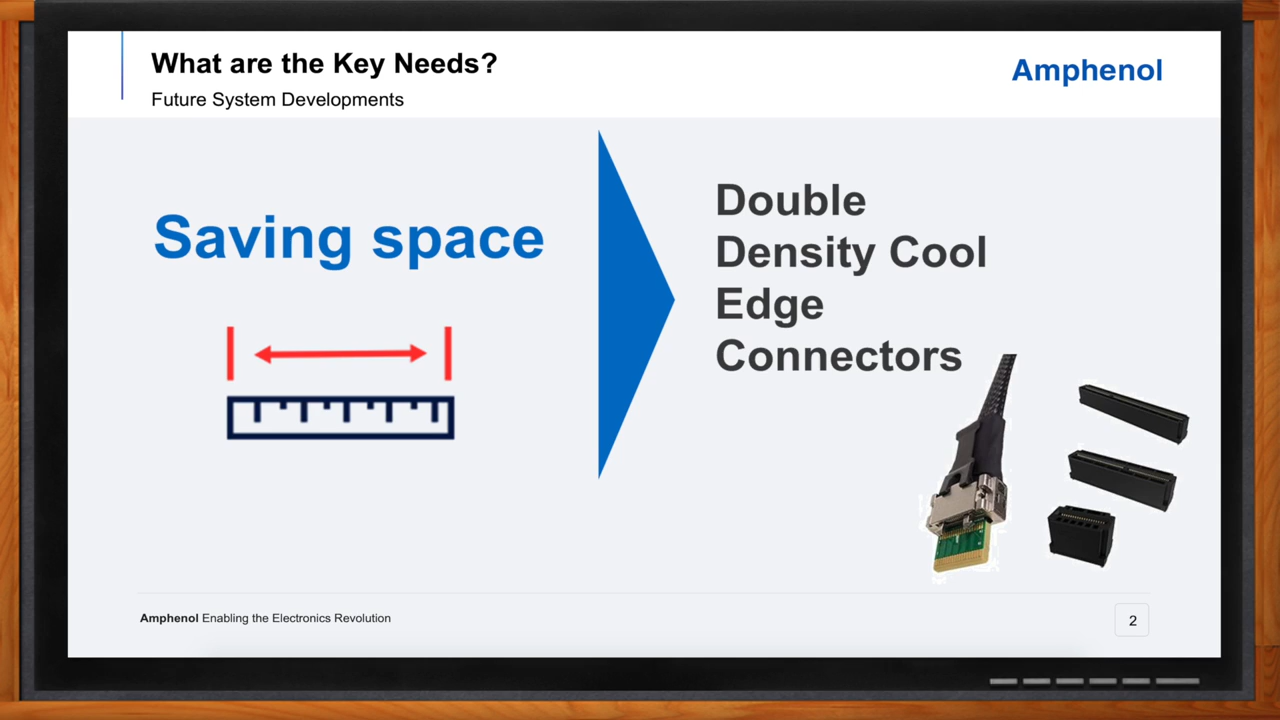 What are the Key Needs?
Amphenol
Future System Developments
Saving space
Double
Density Cool
Edge
Connectors
Amphenol Enabling the Electronics Revolution
2